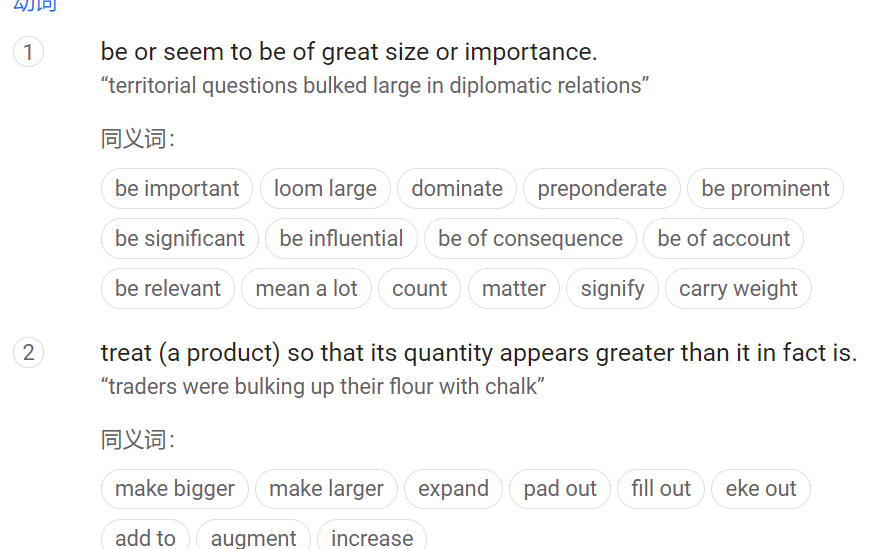 动词
1 be or seem to be of great size or importance.
“territorial questions bulked large in diplomatic relations”
同义词：
be important loom large dominate preponderate be prominent
be significant be influential be of consequence be of account
be relevant mean a lot count matter signify carry weight
2 treat (a product) so that its quantity appears greater than it in fact is.
“traders were bulking up their flour with chalk”
同义词：
make bigger make larger expand pad out fill out eke out
add to augment increase